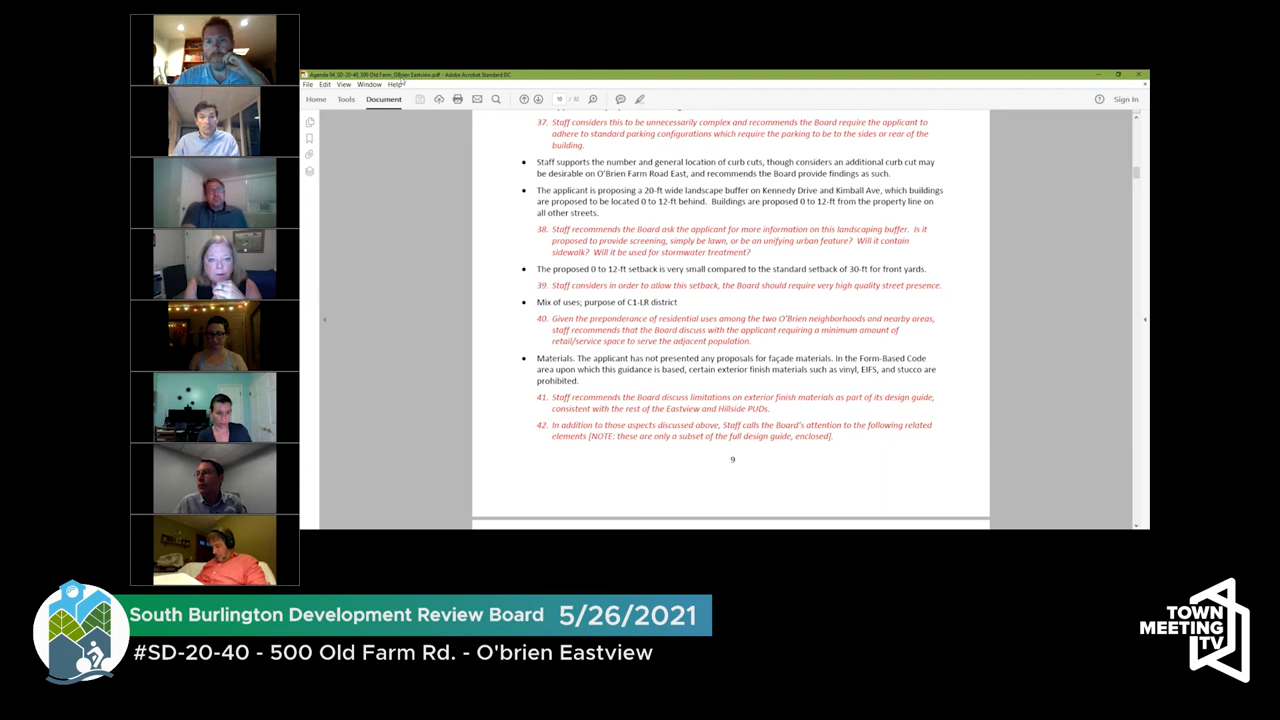 Agenda 04_SD-20-40_500 Old Farm_OBrien Eastview.pdf - Adobe Acrobat Standard DC
File Edit View Window Help
Home Tools Document
10 / 82
Sign In
37. Staff considers this to be unnecessarily complex and recommends the Board require the applicant to
adhere to standard parking configurations which require the parking to be to the sides or rear of the
building.
• Staff supports the number and general location of curb cuts, though considers an additional curb cut may
be desirable on O'Brien Farm Road East, and recommends the Board provide findings as such.
• The applicant is proposing a 20-ft wide landscape buffer on Kennedy Drive and Kimball Ave, which buildings
are proposed to be located 0 to 12-ft behind. Buildings are proposed 0 to 12-ft from the property line on
all other streets.
38. Staff recommends the Board ask the applicant for more information on this landscaping buffer. Is it
proposed to provide screening, simply be lawn, or be an unifying urban feature? Will it contain
sidewalk? Will it be used for stormwater treatment?
• The proposed 0 to 12-ft setback is very small compared to the standard setback of 30-ft for front yards.
39. Staff considers in order to allow this setback, the Board should require very high quality street presence.
• Mix of uses; purpose of C1-LR district
40. Given the preponderance of residential uses among the two O'Brien neighborhoods and nearby areas,
staff recommends that the Board discuss with the applicant requiring a minimum amount of
retail/service space to serve the adjacent population.
• Materials. The applicant has not presented any proposals for façade materials. In the Form-Based Code
area upon which this guidance is based, certain exterior finish materials such as vinyl, EIFS, and stucco are
prohibited.
41. Staff recommends the Board discuss limitations on exterior finish materials as part of its design guide,
consistent with the rest of the Eastview and Hillside PUDs.
42. In addition to those aspects discussed above, Staff calls the Board's attention to the following related
elements [NOTE: these are only a subset of the full design guide, enclosed].
9
South Burlington Development Review Board 5/26/2021
#SD-20-40 - 500 Old Farm Rd. - O'brien Eastview
TOWN
MEETING
TV